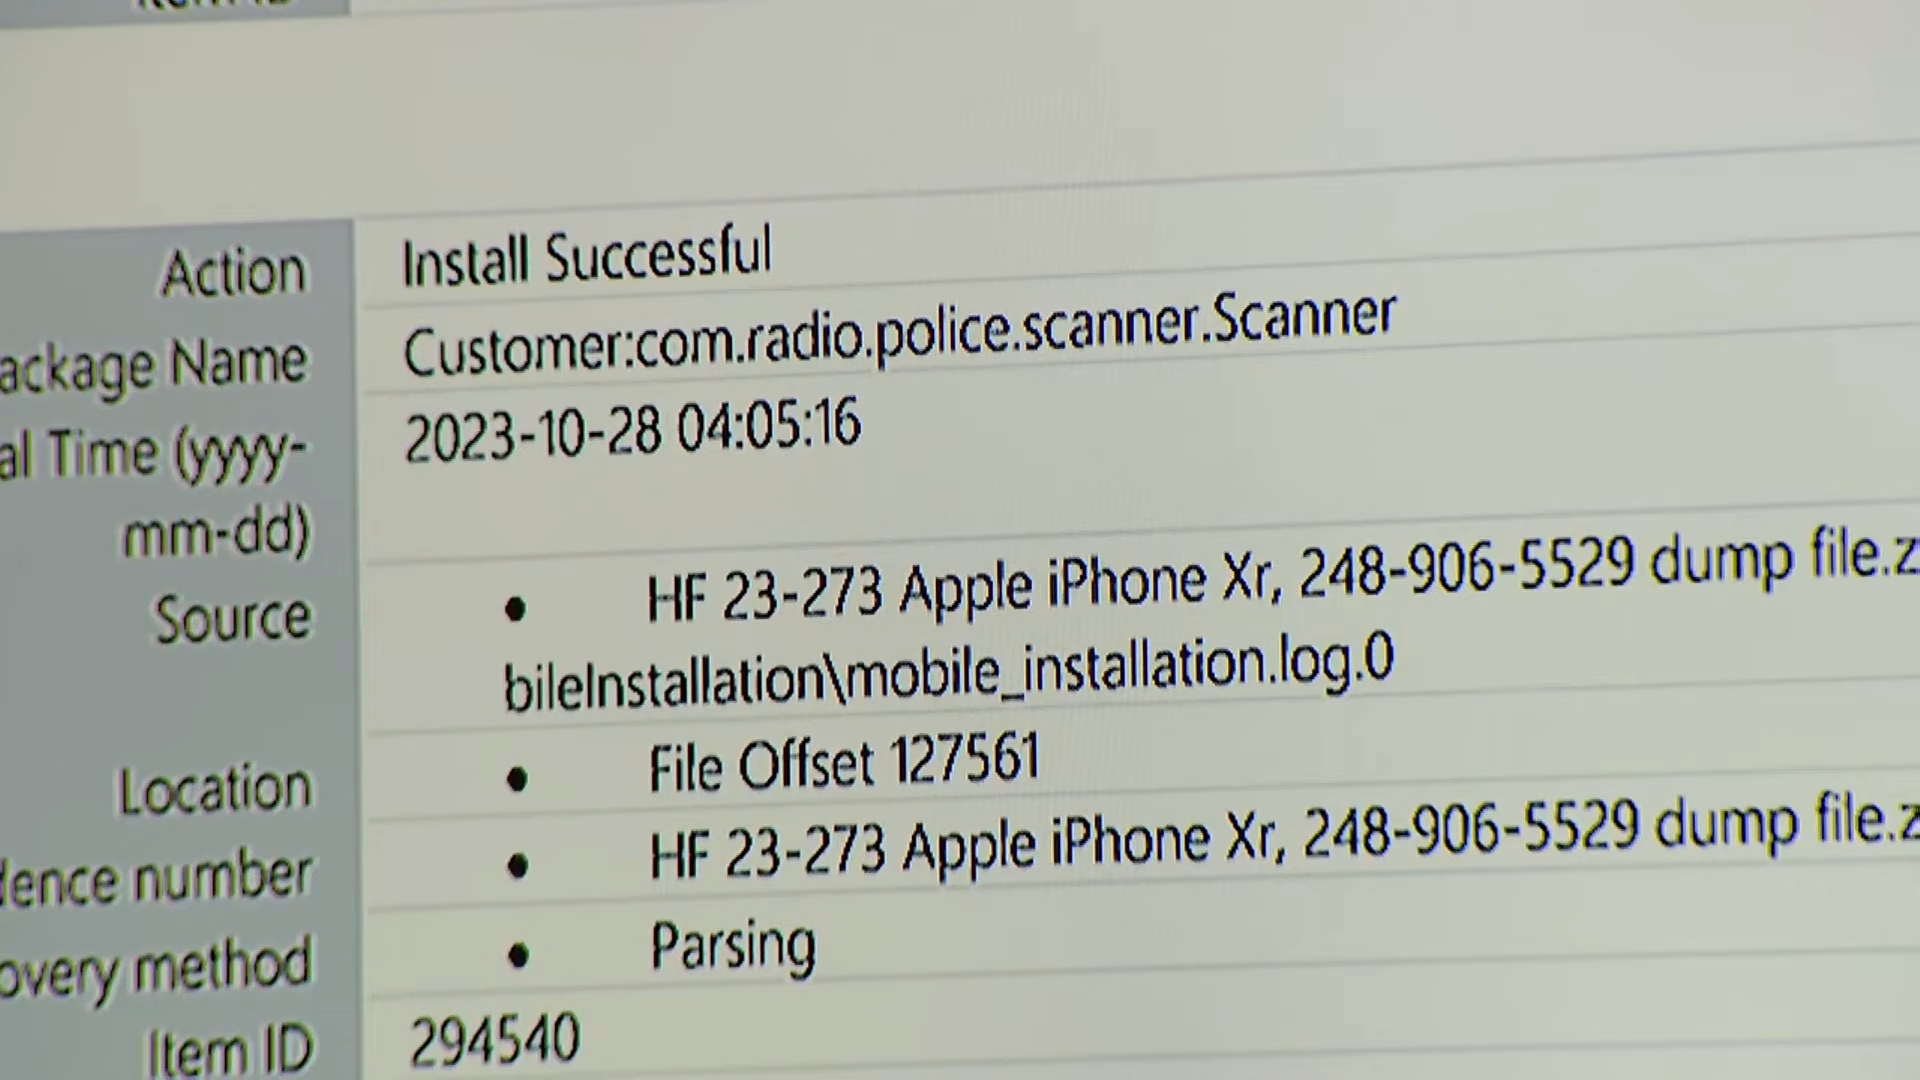 Action Install Successful
ackage Name Customer:com.radio.police.scanner.Scanner
al Time (yyyy-mm-dd) 2023-10-28 04:05:16
Source • HF 23-273 Apple iPhone Xr, 248-906-5529 dump file.z
bileInstallation\mobile_installation.log.0
Location • File Offset 127561
dence number • HF 23-273 Apple iPhone Xr, 248-906-5529 dump file.z
overy method • Parsing
Item ID 294540